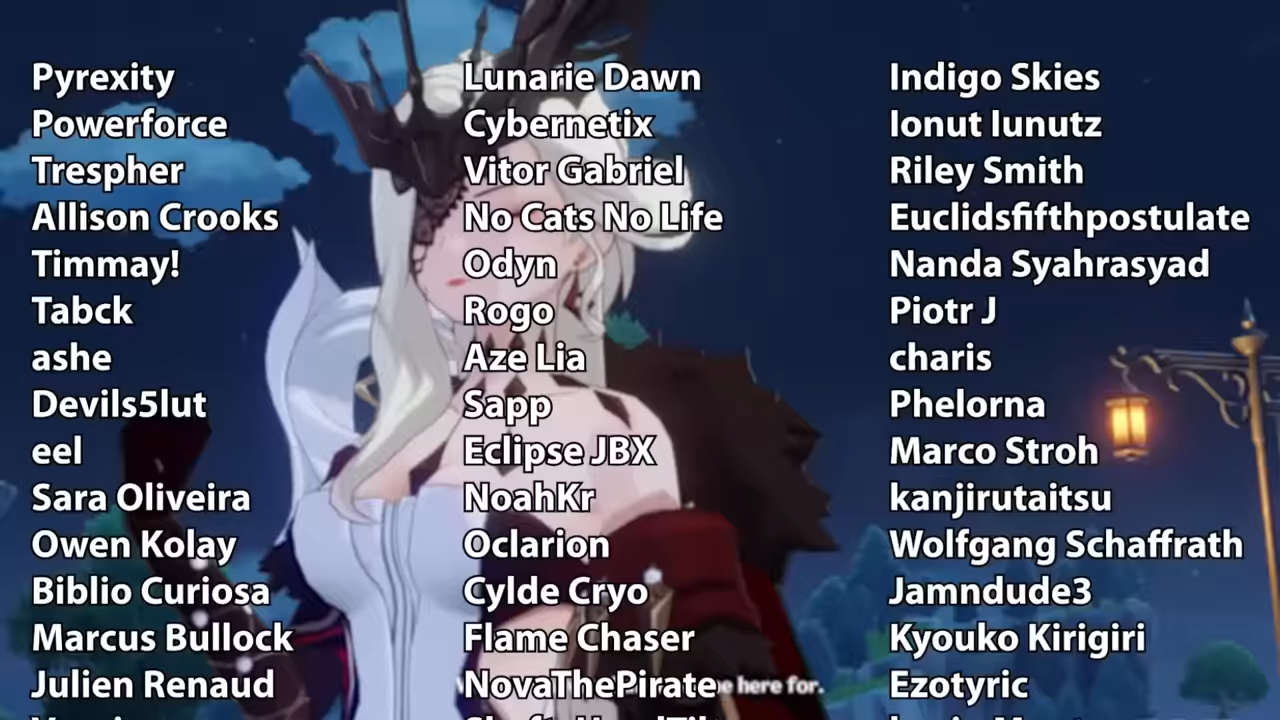 Pyrexity
Powerforce
Trespher
Allison Crooks
Timmay!
Tabck
ashe
Devils5lut
eel
Sara Oliveira
Owen Kolay
Biblio Curiosa
Marcus Bullock
Julien Renaud
Lunarie Dawn
Cybernetix
Vitor Gabriel
No Cats No Life
Odyn
Rogo
Aze Lia
Sapp
Eclipse JBX
NoahKr
Oclarion
Cylde Cryo
Flame Chaser
NovaThePirate
here for.
Indigo Skies
Ionut Iunutz
Riley Smith
Euclidsfifthpostulate
Nanda Syahrasyad
Piotr J
charis
Phelorna
Marco Stroh
kanjirutaitsu
Wolfgang Schaffrath
Jamndude3
Kyouko Kirigiri
Ezotyric